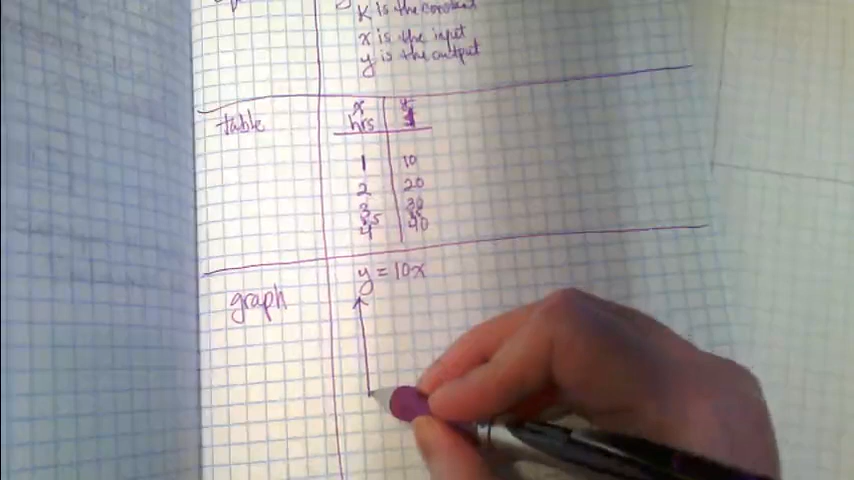 K is the constant
x is the input
y is the output
table
x y
hrs $
1 10
2 20
3 30
3.5 35
4 40
graph
y = 10x